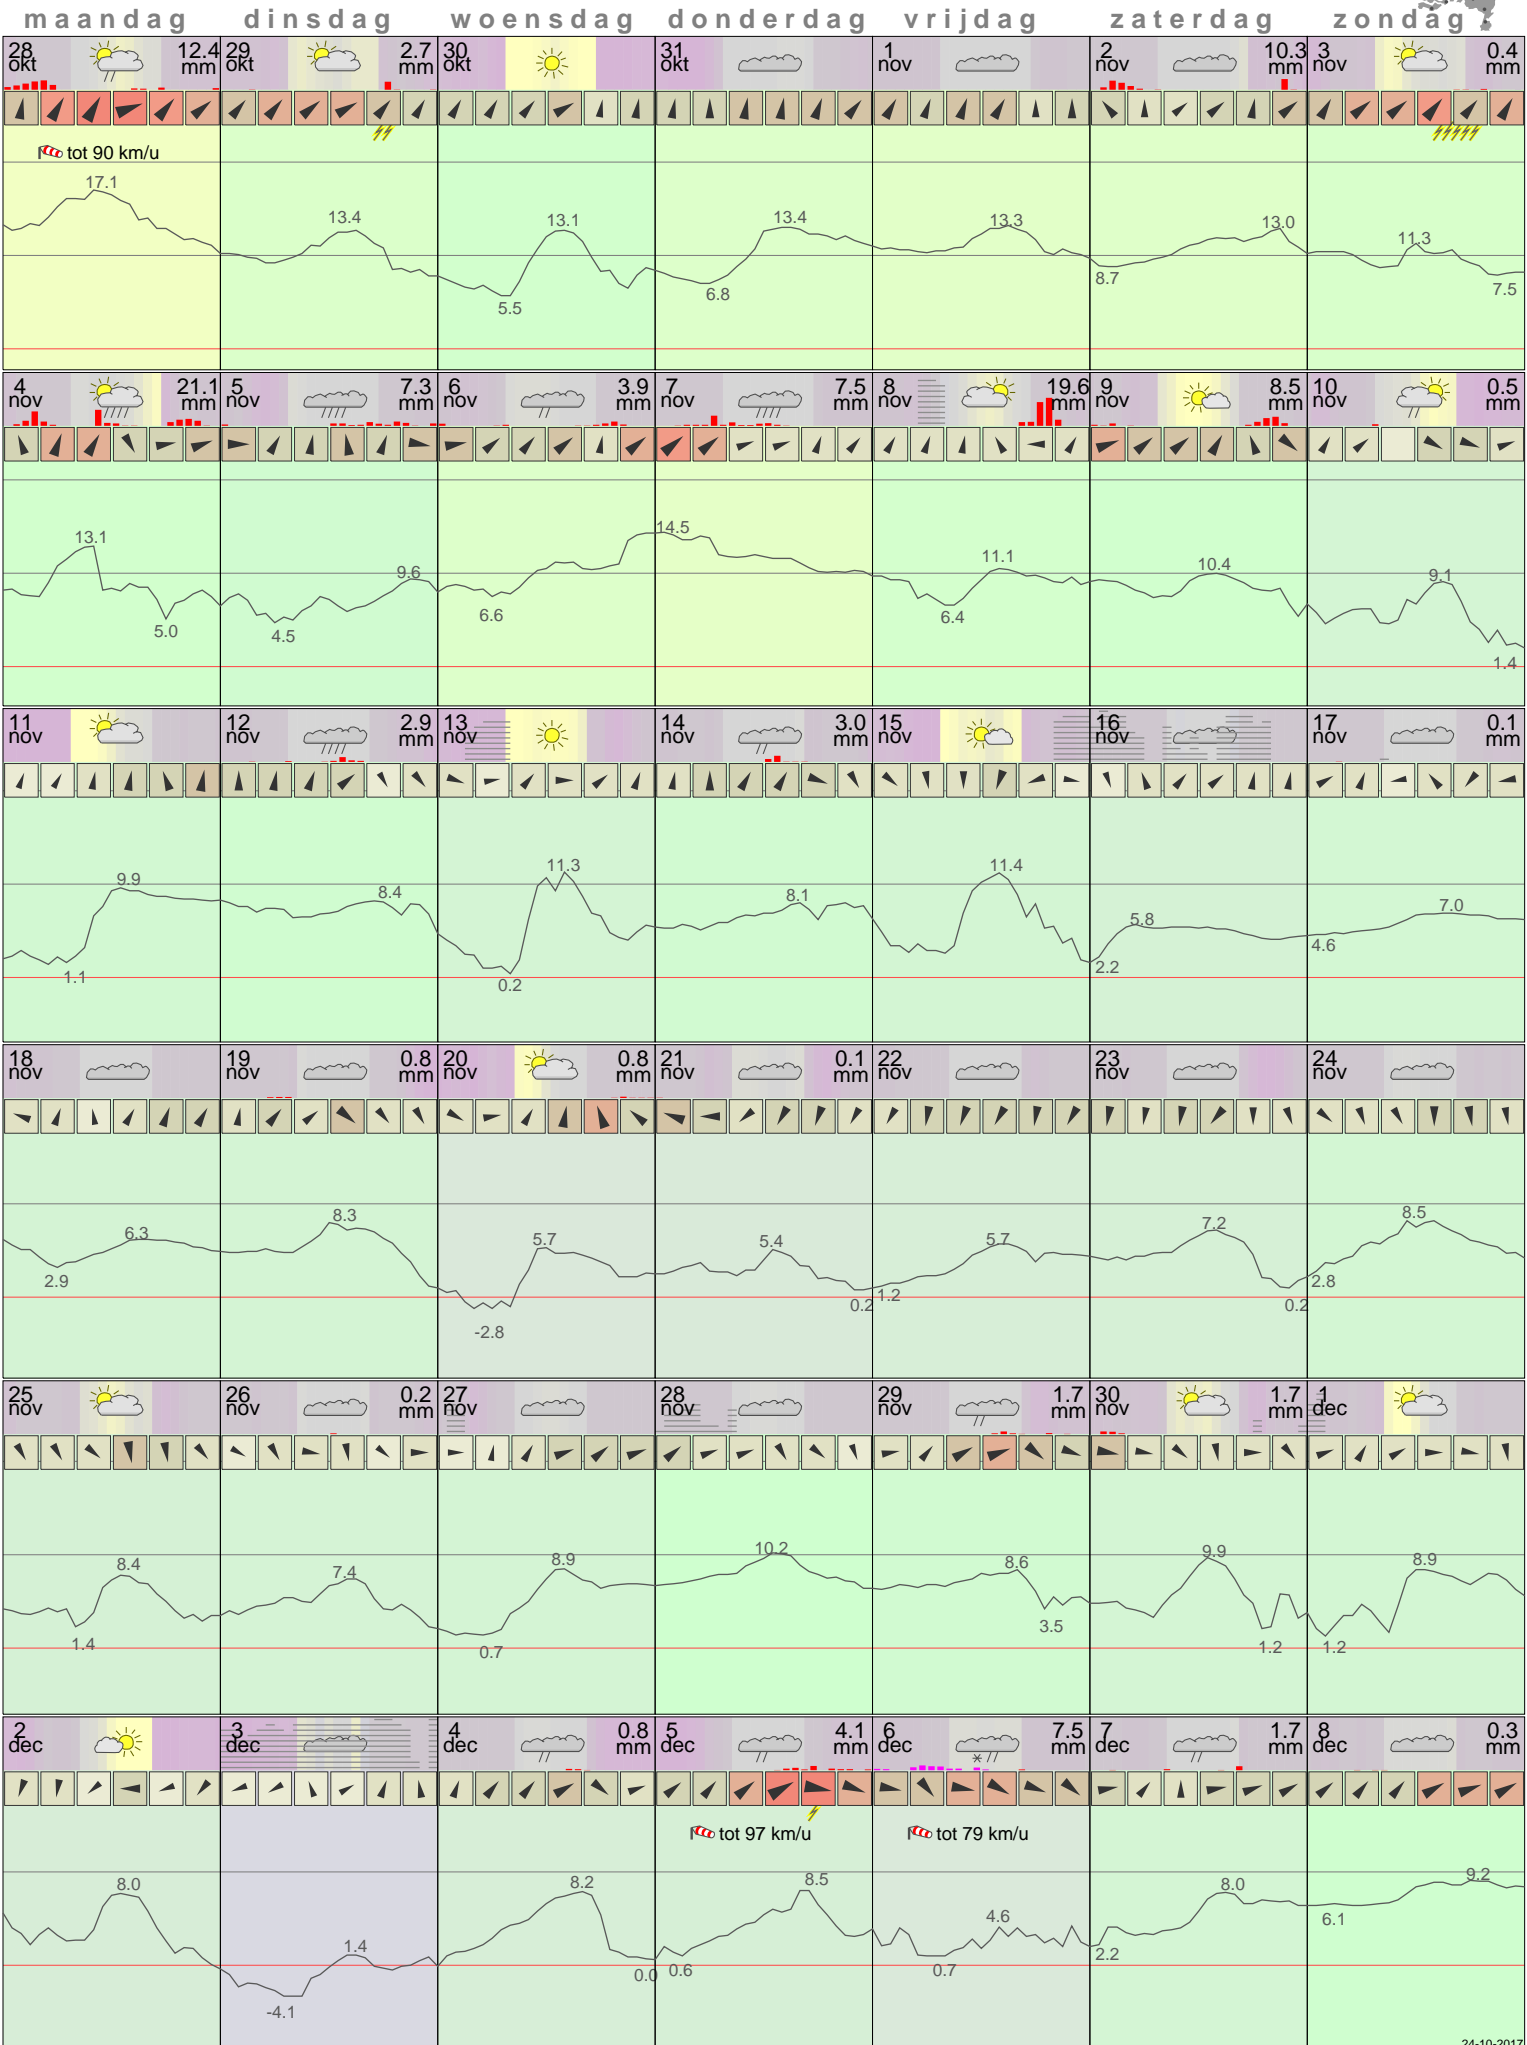 maandag dinsdag woensdag donderdag vrijdag zaterdag zondag
28 12.4 29 2.7 30 31 1 2 10.3 3 0.4
okt mm okt mm okt okt nov nov mm nov mm
tot 90 km/u
17.1 13.4 13.1 13.4 13.3 13.0 11.3
5.5 6.8 8.7 7.5
4 21.1 5 7.3 6 3.9 7 7.5 8 19.6 9 8.5 10 0.5
nov mm nov mm nov mm nov mm nov mm nov mm nov mm
13.1 9.6 14.5 11.1 10.4 9.1
5.0 4.5 6.6 6.4 1.4
11 12 2.9 13 14 3.0 15 16 17 0.1
nov nov mm nov nov mm nov nov nov mm
9.9 8.4 11.3 8.1 11.4 5.8 7.0
1.1 0.2 2.2 4.6
18 19 0.8 20 0.8 21 0.1 22 23 24
nov nov mm nov mm nov mm nov nov nov
6.3 8.3 5.7 5.4 5.7 7.2 8.5
2.9 -2.8 0.2 1.2 0.2 2.8
25 26 0.2 27 28 29 1.7 30 1.7 1
nov nov mm nov nov nov mm nov mm dec
8.4 7.4 8.9 10.2 8.6 9.9 8.9
1.4 0.7 3.5 1.2 1.2
2 3 4 0.8 5 4.1 6 7.5 7 1.7 8 0.3
dec dec dec mm dec mm dec mm dec mm dec mm
tot 97 km/u tot 79 km/u
8.0 1.4 8.2 8.5 4.6 8.0 9.2
-4.1 0.0 0.6 0.7 2.2 6.1
24-10-2017